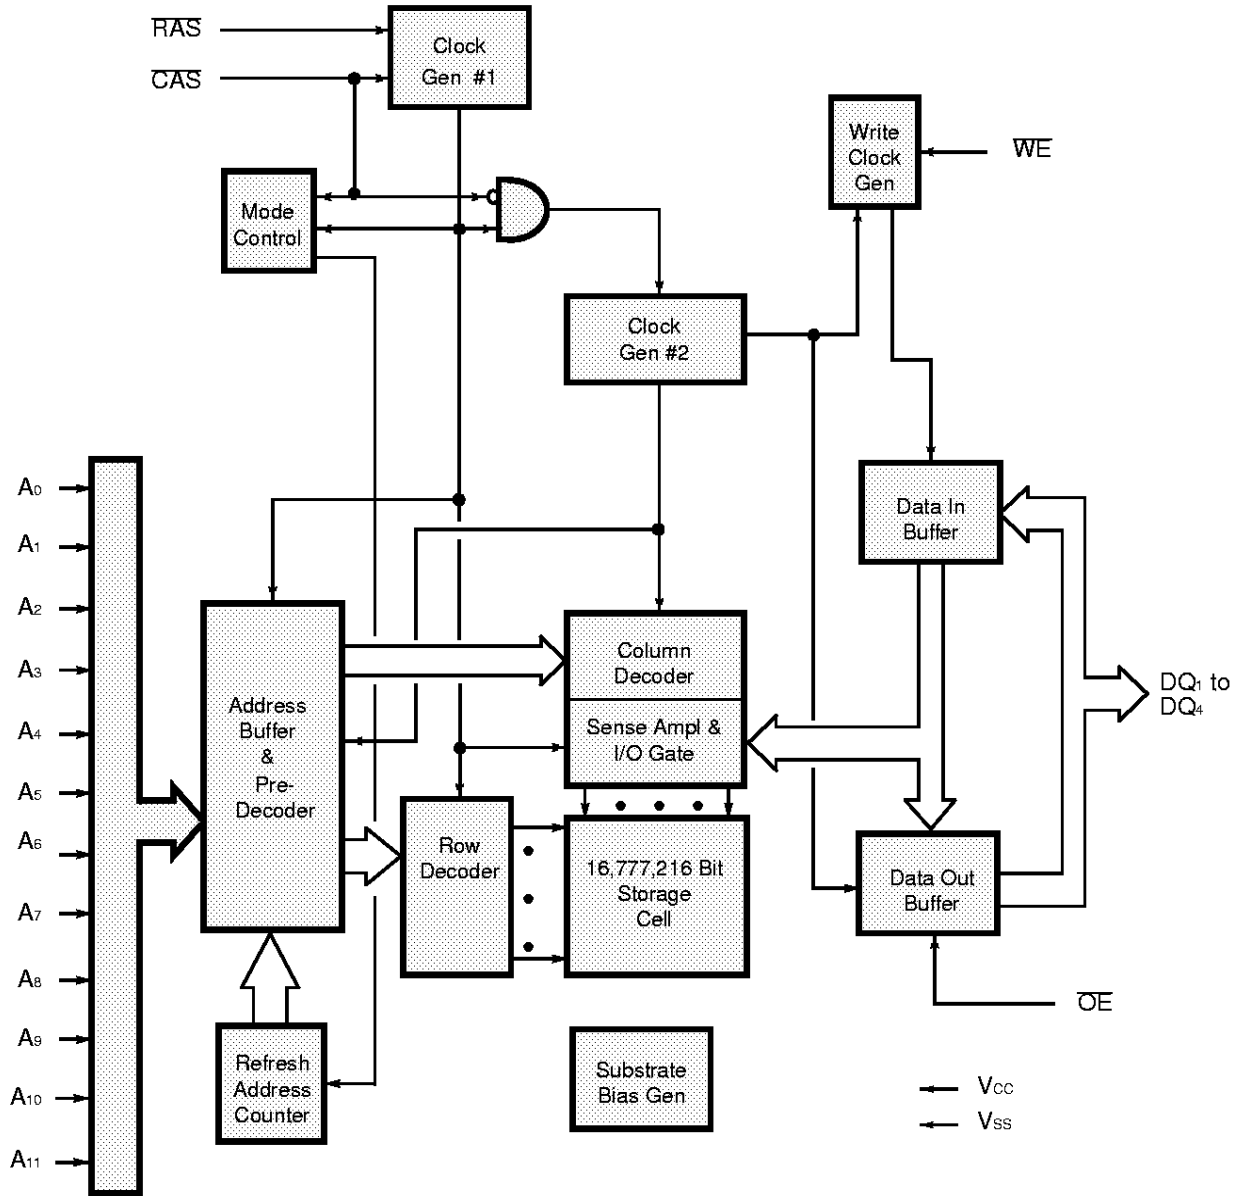 RAS
CAS
Clock
Gen #1
Write
Clock
Gen
WE
Mode
Control
Clock
Gen #2
A0
A1
A2
A3
A4
A5
A6
A7
A8
A9
A10
A11
Data In
Buffer
Column
Decoder
Sense Ampl &
I/O Gate
Address
Buffer
&
Pre-
Decoder
DQ1 to
DQ4
Row
Decoder
16,777,216 Bit
Storage
Cell
Data Out
Buffer
OE
Refresh
Address
Counter
Substrate
Bias Gen
VCC
VSS